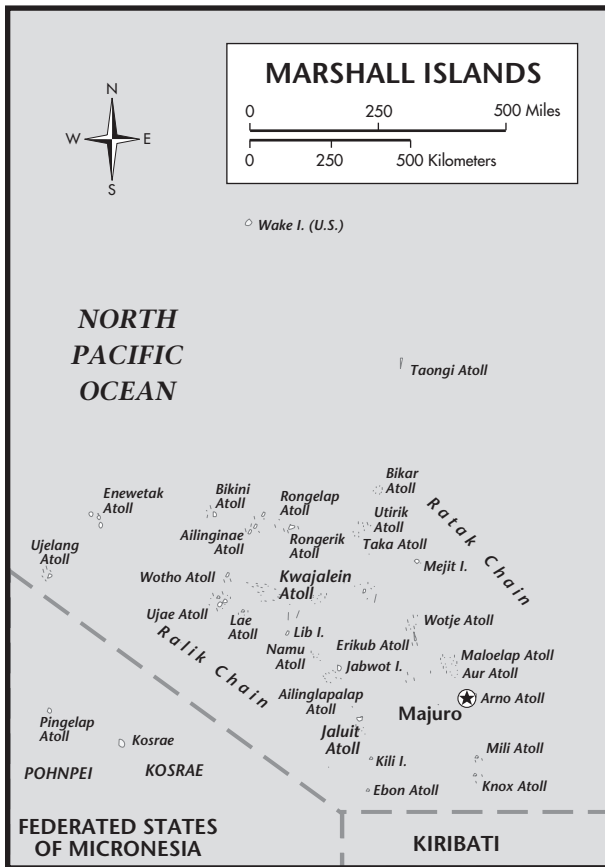 MARSHALL ISLANDS
0 250 500 Miles
0 250 500 Kilometers
N
W E
S
Wake I. (U.S.)
NORTH
PACIFIC
OCEAN
Taongi Atoll
Bikar
Atoll
Enewetak
Atoll
Bikini
Atoll
Rongelap
Atoll
Utirik
Atoll
Ratak Chain
Ailinginae
Atoll
Rongerik
Atoll
Taka Atoll
Ujelang
Atoll
Mejit I.
Wotho Atoll
Kwajalein
Atoll
Ujae Atoll
Lae
Atoll
Lib I.
Wotje Atoll
Erikub Atoll
Ralik Chain
Namu
Atoll
Jabwot I.
Maloelap Atoll
Aur Atoll
Ailinglapalap
Atoll
Majuro
Arno Atoll
Jaluit
Atoll
Pingelap
Atoll
Kosrae
Kili I.
Mili Atoll
POHNPEI
KOSRAE
Ebon Atoll
Knox Atoll
FEDERATED STATES
OF MICRONESIA
KIRIBATI